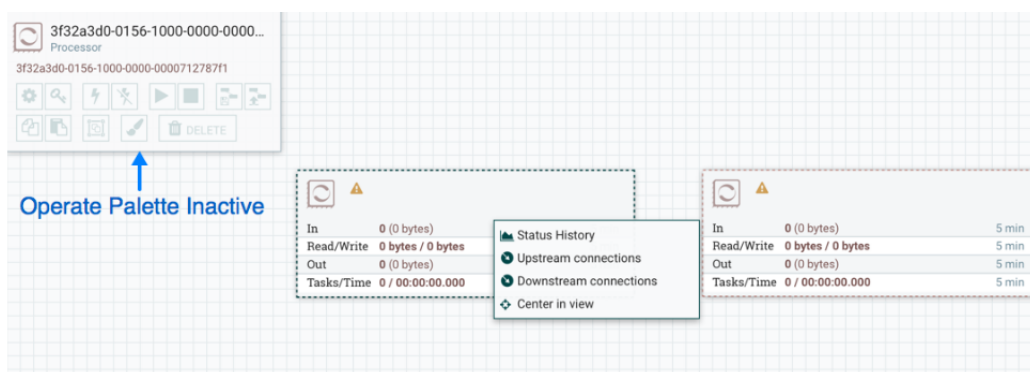 3f32a3d0-0156-1000-0000-0000...
Processor
3f32a3d0-0156-1000-0000-0000712787f1
DELETE
Operate Palette Inactive
In 0 (0 bytes)
Read/Write 0 bytes / 0 bytes
Out 0 (0 bytes)
Tasks/Time 0 / 00:00:00.000
Status History
Upstream connections
Downstream connections
Center in view
In 0 (0 bytes) 5 min
Read/Write 0 bytes / 0 bytes 5 min
Out 0 (0 bytes) 5 min
Tasks/Time 0 / 00:00:00.000 5 min